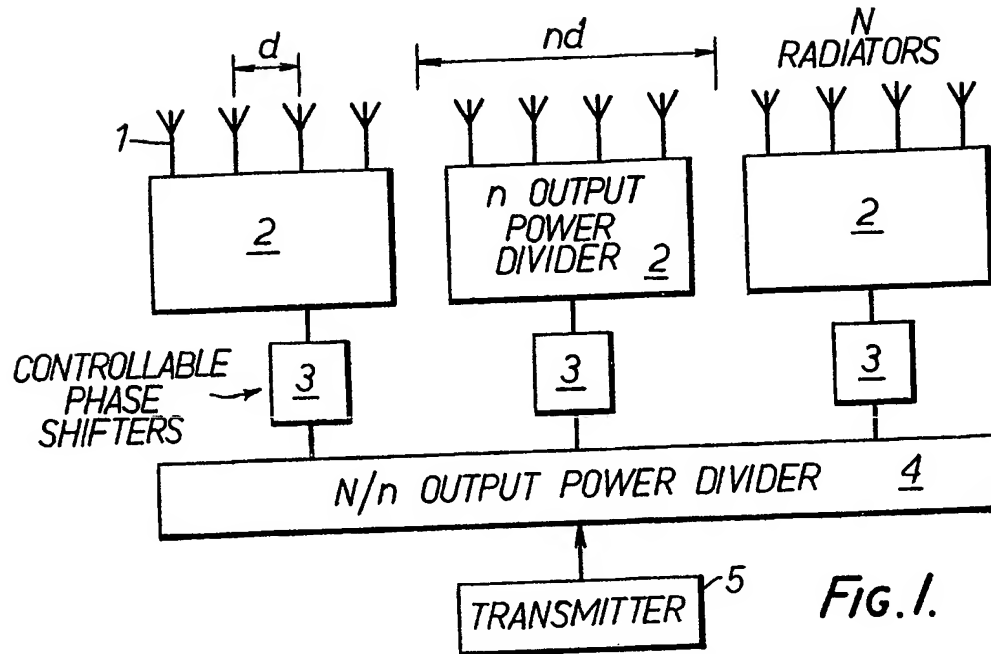 d
nd
N
RADIATORS
1
2
n OUTPUT
POWER
DIVIDER 2
2
CONTROLLABLE
PHASE
SHIFTERS
3
3
3
N/n OUTPUT POWER DIVIDER 4
TRANSMITTER
5
FIG. 1.